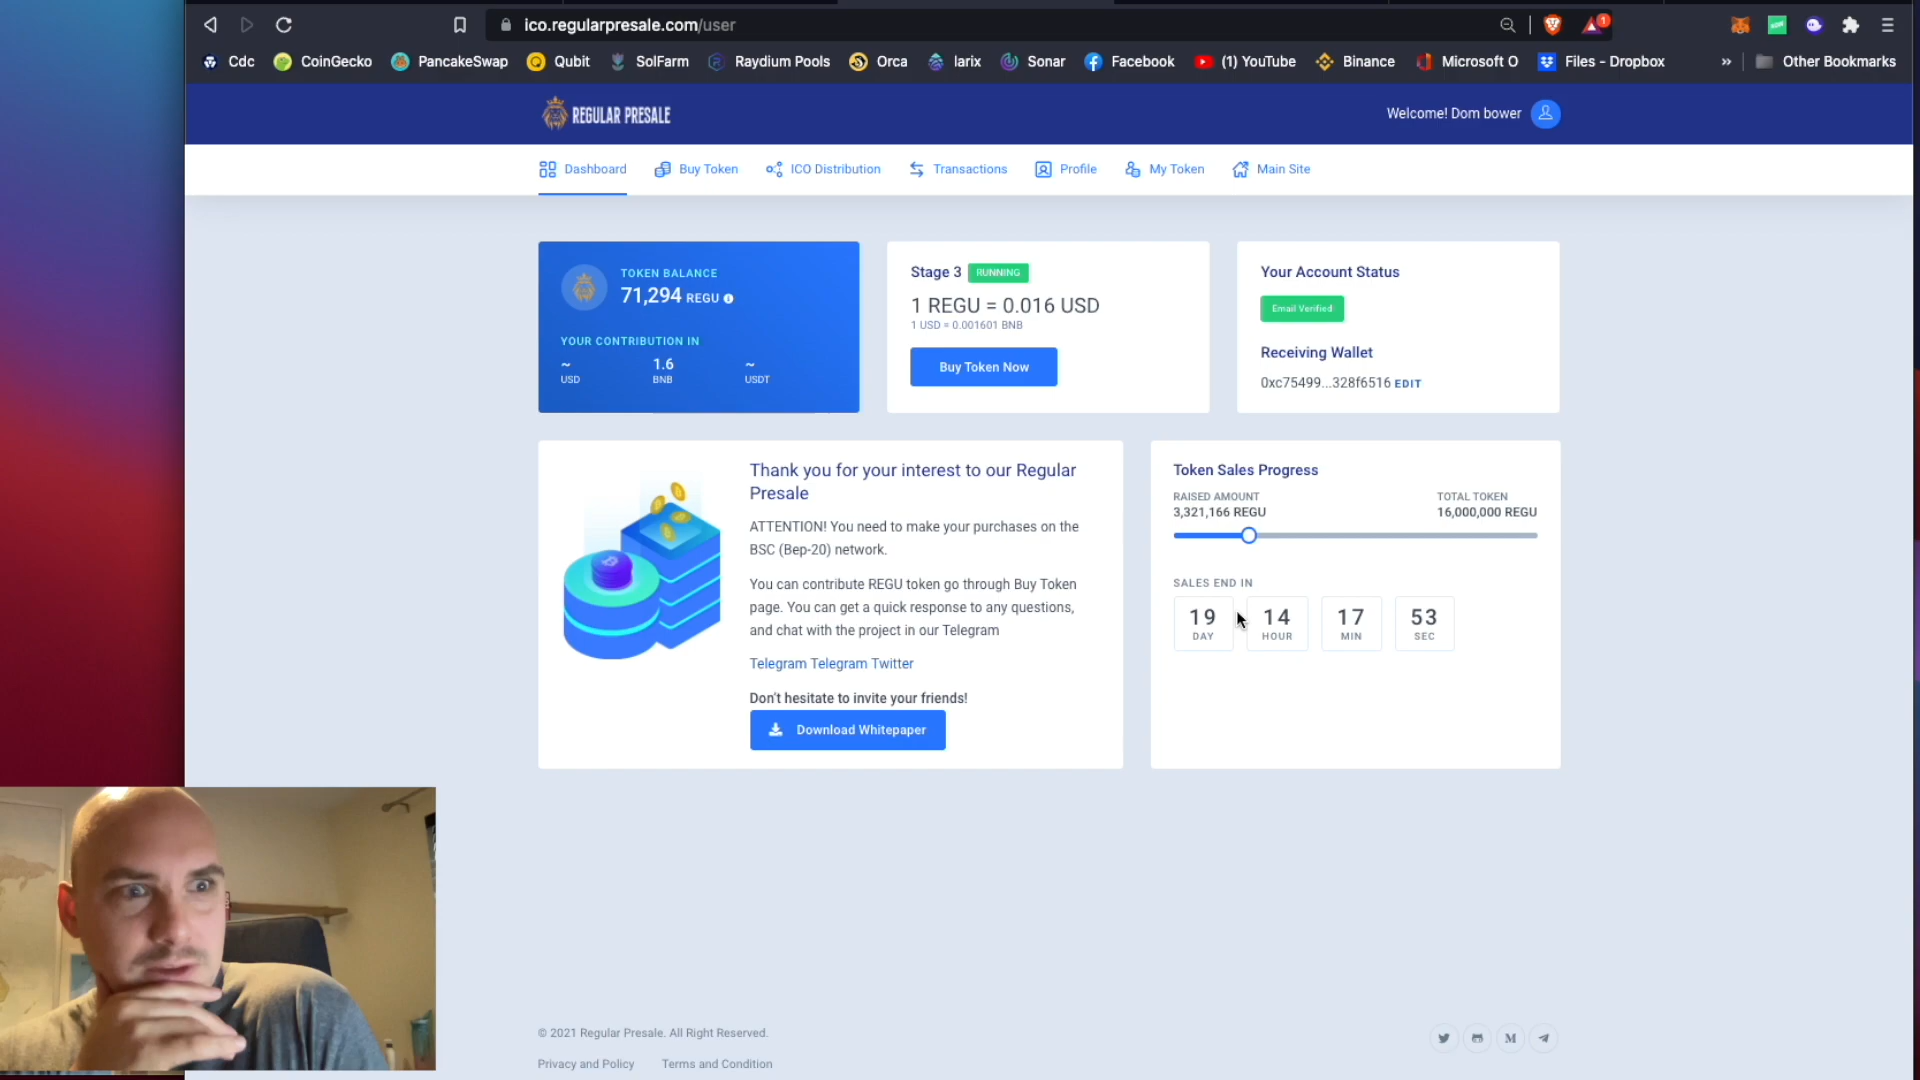 ico.regularpresale.com/user
1
Cdc CoinGecko PancakeSwap Qubit SolFarm Raydium Pools Orca larix Sonar Facebook (1) YouTube Binance Microsoft O Files - Dropbox » Other Bookmarks
REGULAR PRESALE
Welcome! Dom bower
Dashboard Buy Token ICO Distribution Transactions Profile My Token Main Site
TOKEN BALANCE
71,294 REGU
YOUR CONTRIBUTION IN
~ 1.6 ~
USD BNB USDT
Stage 3 RUNNING
1 REGU = 0.016 USD
1 USD = 0.001601 BNB
Buy Token Now
Your Account Status
Email Verified
Receiving Wallet
0xc75499...328f6516 EDIT
Thank you for your interest to our Regular
Presale
ATTENTION! You need to make your purchases on the
BSC (Bep-20) network.
You can contribute REGU token go through Buy Token
page. You can get a quick response to any questions,
and chat with the project in our Telegram
Telegram Telegram Twitter
Don't hesitate to invite your friends!
Download Whitepaper
Token Sales Progress
RAISED AMOUNT TOTAL TOKEN
3,321,166 REGU 16,000,000 REGU
SALES END IN
19 14 17 53
DAY HOUR MIN SEC
© 2021 Regular Presale. All Right Reserved.
Privacy and Policy Terms and Condition